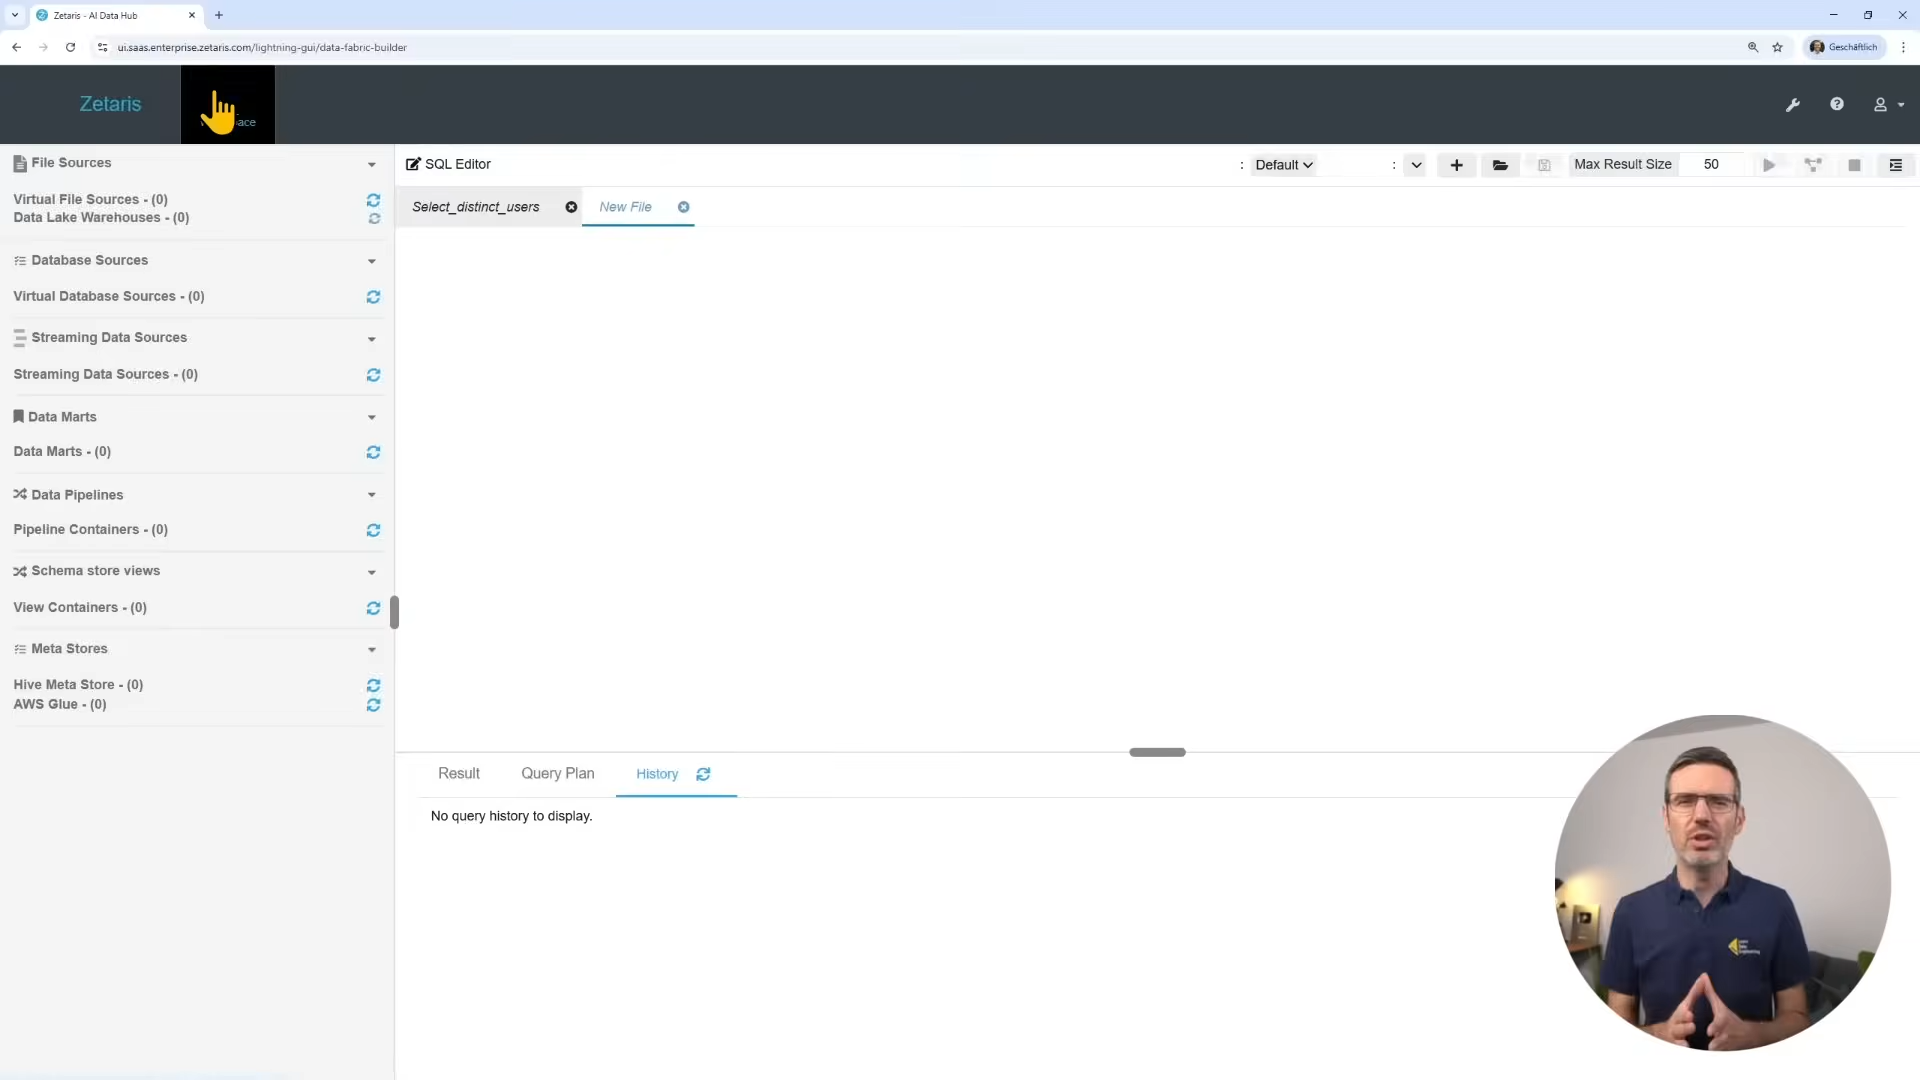 Zetaris - AI Data Hub
ui.saas.enterprise.zetaris.com/lightning-gui/data-fabric-builder
Geschäftlich
Zetaris
File Sources
Virtual File Sources - (0)
Data Lake Warehouses - (0)
Database Sources
Virtual Database Sources - (0)
Streaming Data Sources
Streaming Data Sources - (0)
Data Marts
Data Marts - (0)
Data Pipelines
Pipeline Containers - (0)
Schema store views
View Containers - (0)
Meta Stores
Hive Meta Store - (0)
AWS Glue - (0)
SQL Editor
: Default :
Max Result Size 50
Select_distinct_users
New File
Result Query Plan History
No query history to display.